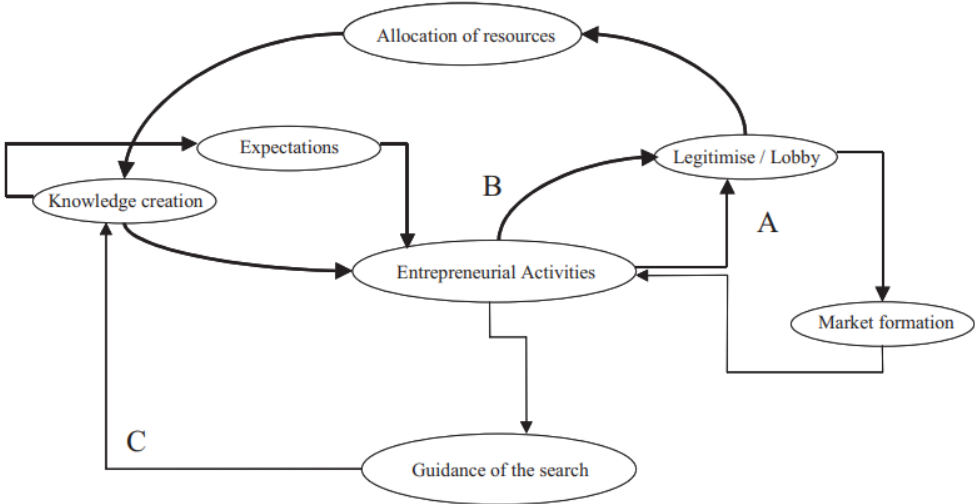 Allocation of resources
Expectations
Legitimise / Lobby
B
Knowledge creation
A
Entrepreneurial Activities
Market formation
C
Guidance of the search